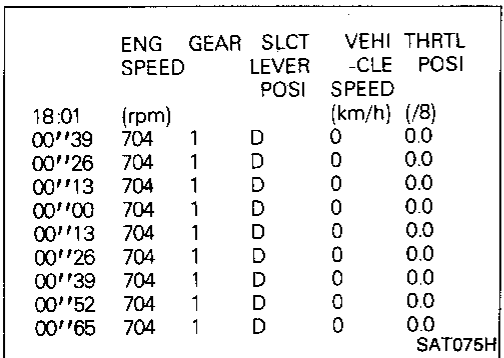 ENG GEAR SLCT VEHI THRTL
SPEED LEVER -CLE POSI
POSI SPEED
18:01 (rpm) (km/h) (/8)
00''39 704 1 D 0 0.0
00''26 704 1 D 0 0.0
00''13 704 1 D 0 0.0
00''00 704 1 D 0 0.0
00''13 704 1 D 0 0.0
00''26 704 1 D 0 0.0
00''39 704 1 D 0 0.0
00''52 704 1 D 0 0.0
00''65 704 1 D 0 0.0
SAT075H